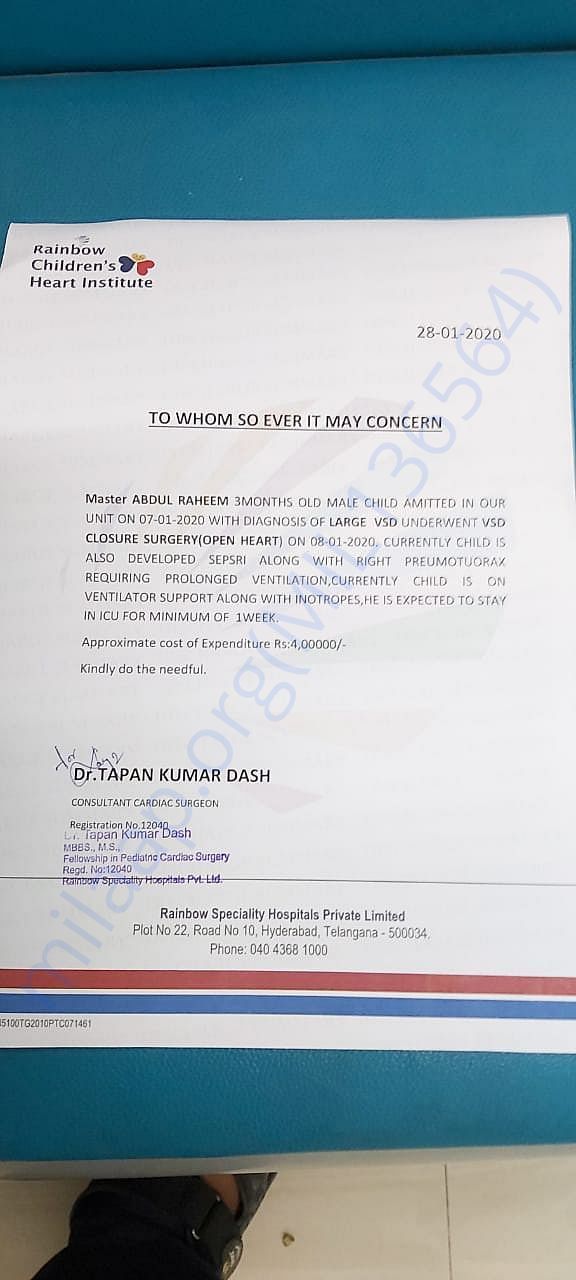 Rainbow
Children's
Heart Institute
28-01-2020
TO WHOM SO EVER IT MAY CONCERN
Master ABDUL RAHEEM 3MONTHS OLD MALE CHILD AMITTED IN OUR
UNIT ON 07-01-2020 WITH DIAGNOSIS OF LARGE VSD UNDERWENT VSD
CLOSURE SURGERY(OPEN HEART) ON 08-01-2020. CURRENTLY CHILD IS
ALSO DEVELOPED SEPSRI ALONG WITH RIGHT PREUMOTUORAX
REQUIRING PROLONGED VENTILATION,CURRENTLY CHILD IS ON
VENTILATOR SUPPORT ALONG WITH INOTROPES,HE IS EXPECTED TO STAY
IN ICU FOR MINIMUM OF 1WEEK.
Approximate cost of Expenditure Rs:4,00000/-
Kindly do the needful.
Dr.TAPAN KUMAR DASH
CONSULTANT CARDIAC SURGEON
Registration No.12040
Dr. Tapan Kumar Dash
MBBS., M.S.,
Fellowship in Pediatric Cardiac Surgery
Regd. No:12040
Rainbow Speciality Hospitals Pvt. Ltd.
Rainbow Speciality Hospitals Private Limited
Plot No 22, Road No 10, Hyderabad, Telangana - 500034.
Phone: 040 4368 1000
5100TG2010PTC071461
milaap.org(MIL136564)